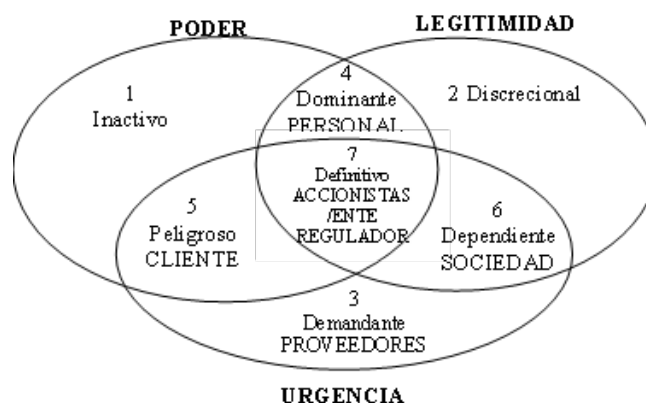 PODER
LEGITIMIDAD
1
Inactivo
4
Dominante
PERSONAL
2 Discrecional
7
Definitivo
ACCIONISTAS
/ENTE
REGULADOR
5
Peligroso
CLIENTE
6
Dependiente
SOCIEDAD
3
Demandante
PROVEEDORES
URGENCIA